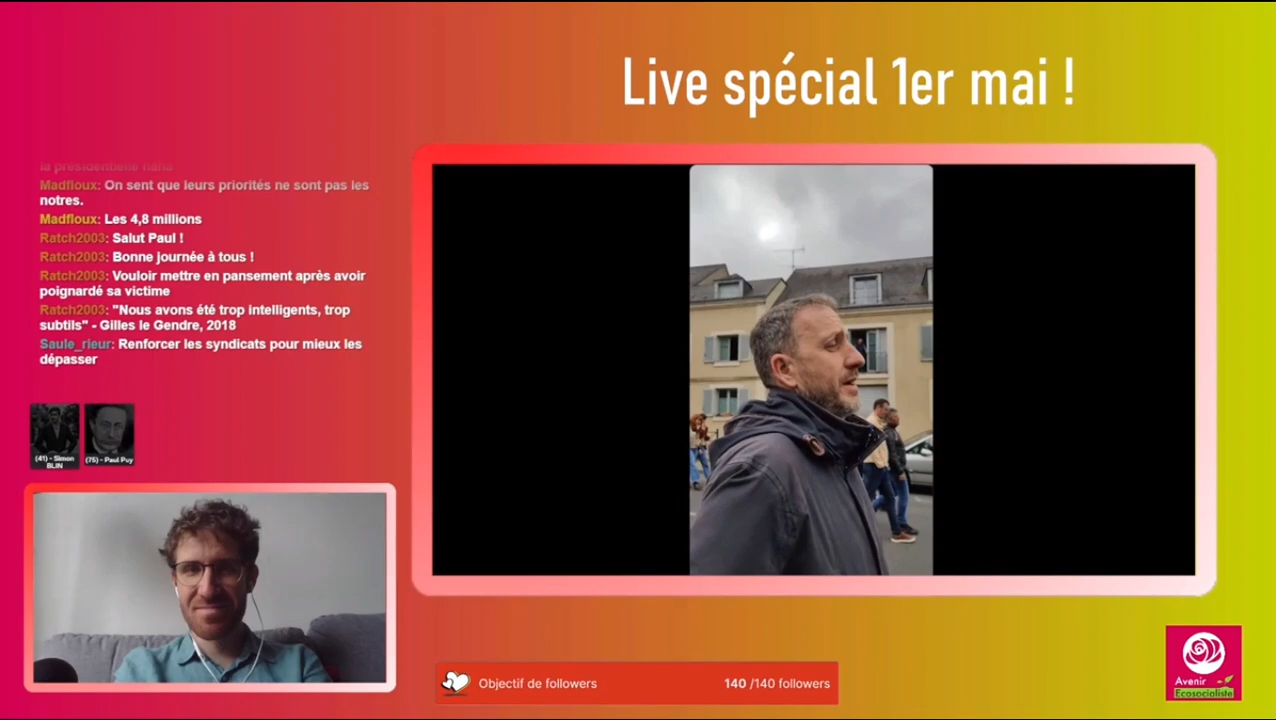 Live spécial 1er mai !
la présidentielle haha
Madfloux: On sent que leurs priorités ne sont pas les
notres.
Madfloux: Les 4,8 millions
Ratch2003: Salut Paul !
Ratch2003: Bonne journée à tous !
Ratch2003: Vouloir mettre en pansement après avoir
poignardé sa victime
Ratch2003: "Nous avons été trop intelligents, trop
subtils" - Gilles le Gendre, 2018
Saule_rieur: Renforcer les syndicats pour mieux les
dépasser
(41) - Simon
BLIN
(75) - Paul Puy
Objectif de followers 140 /140 followers
Avenir
Ecosocialiste